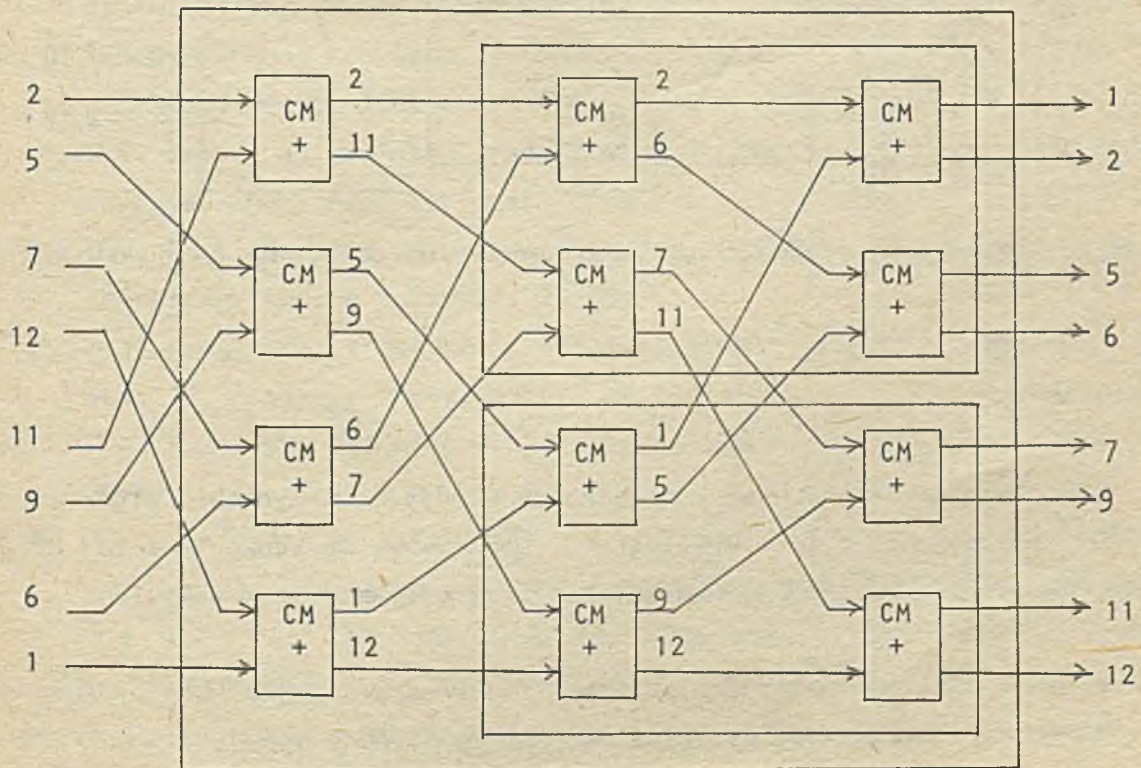 2 CM + 2 11 CM + 2 6 CM + 1 2
5
7 CM + 5 9 CM + 7 11 CM + 5 6
12
11 CM + 6 7 CM + 1 5 CM + 7 9
9
6 CM + 1 12 CM + 9 12 CM + 11 12
1